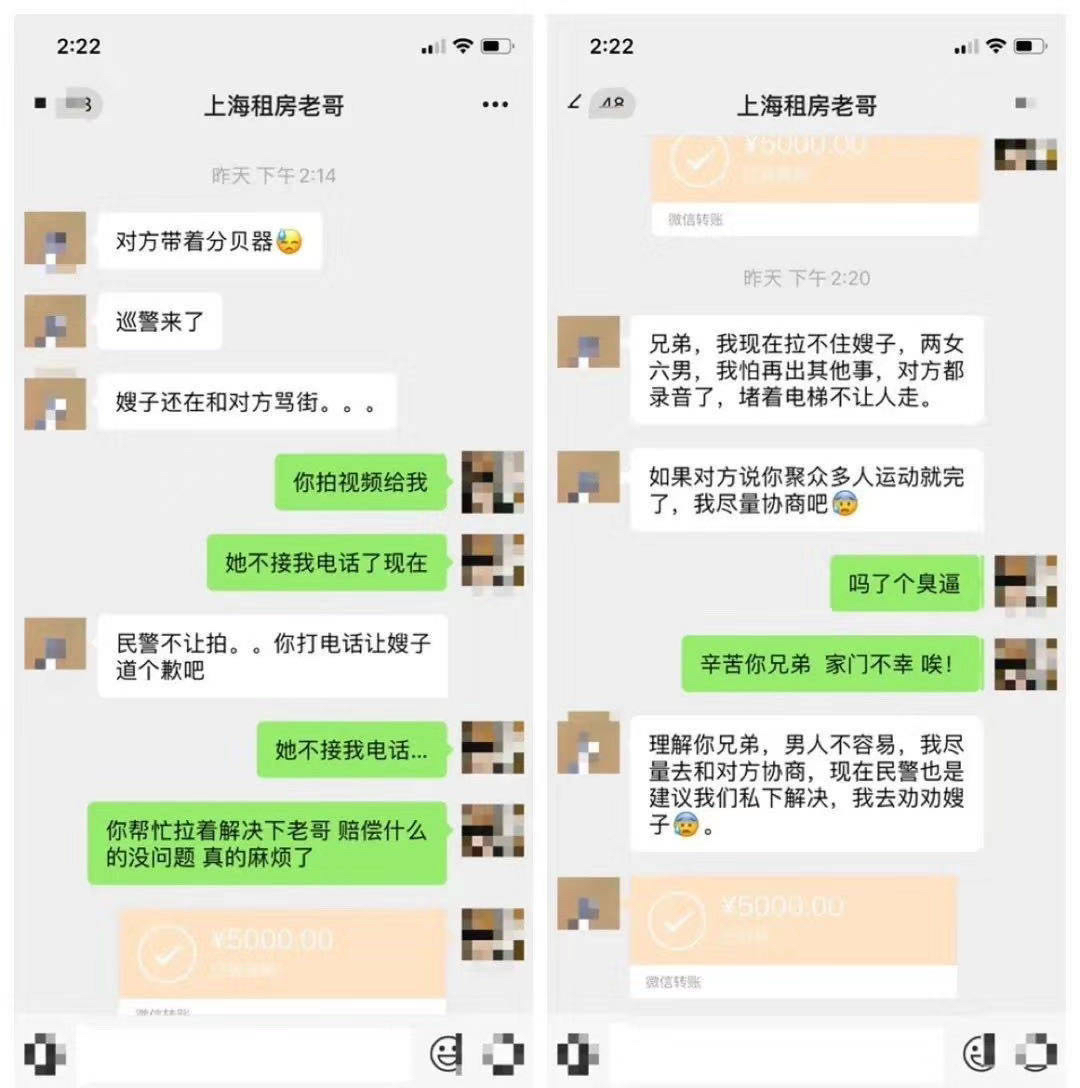 2:22
上海租房老哥
昨天 下午2:14
对方带着分贝器
巡警来了
嫂子还在和对方骂街。。。
你拍视频给我
她不接我电话了现在
民警不让拍。。你打电话让嫂子
道个歉吧
她不接我电话...
你帮忙拉着解决下老哥 赔偿什么
的没问题 真的麻烦了
¥5000.00
微信转账
2:22
48
上海租房老哥
¥5000.00
微信转账
昨天 下午2:20
兄弟，我现在拉不住嫂子，两女
六男，我怕再出其他事，对方都
录音了，堵着电梯不让人走。
如果对方说你聚众多人运动就完
了，我尽量协商吧
吗了个臭逼
辛苦你兄弟 家门不幸 唉！
理解你兄弟，男人不容易，我尽
量去和对方协商，现在民警也是
建议我们私下解决，我去劝劝嫂
子。
¥5000.00
微信转账